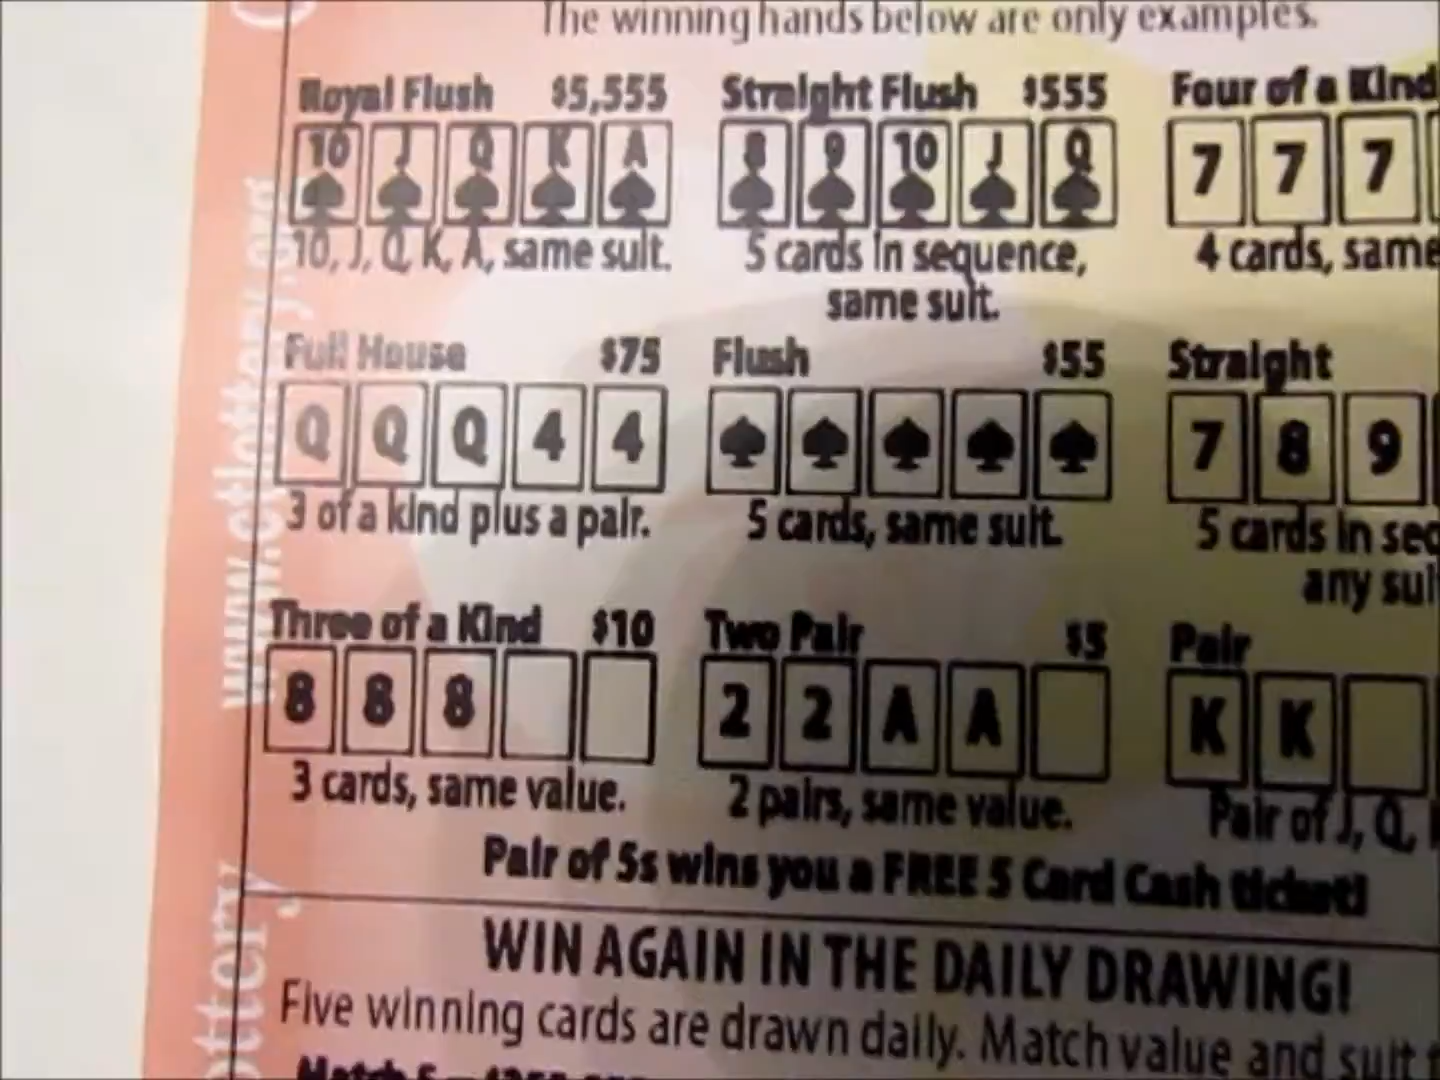 The winning hands below are only examples.
Royal Flush $5,555
10 J Q K A
10, J, Q, K, A, same suit.
Straight Flush $555
8 9 10 J Q
5 cards in sequence,
same suit.
Four of a Kind
7 7 7
4 cards, same
Full House $75
Q Q Q 4 4
3 of a kind plus a pair.
Flush $55
5 cards, same suit.
Straight
7 8 9
5 cards in
any
Three of a Kind $10
8 8 8
3 cards, same value.
Two Pair $5
2 2 A A
2 pairs, same value.
Pair
K K
Pair of J, Q,
Pair of 5s wins you a FREE 5 Card Cash ticket!
WIN AGAIN IN THE DAILY DRAWING!
Five winning cards are drawn daily. Match value and suit
Match 5
www.ctlottery.org